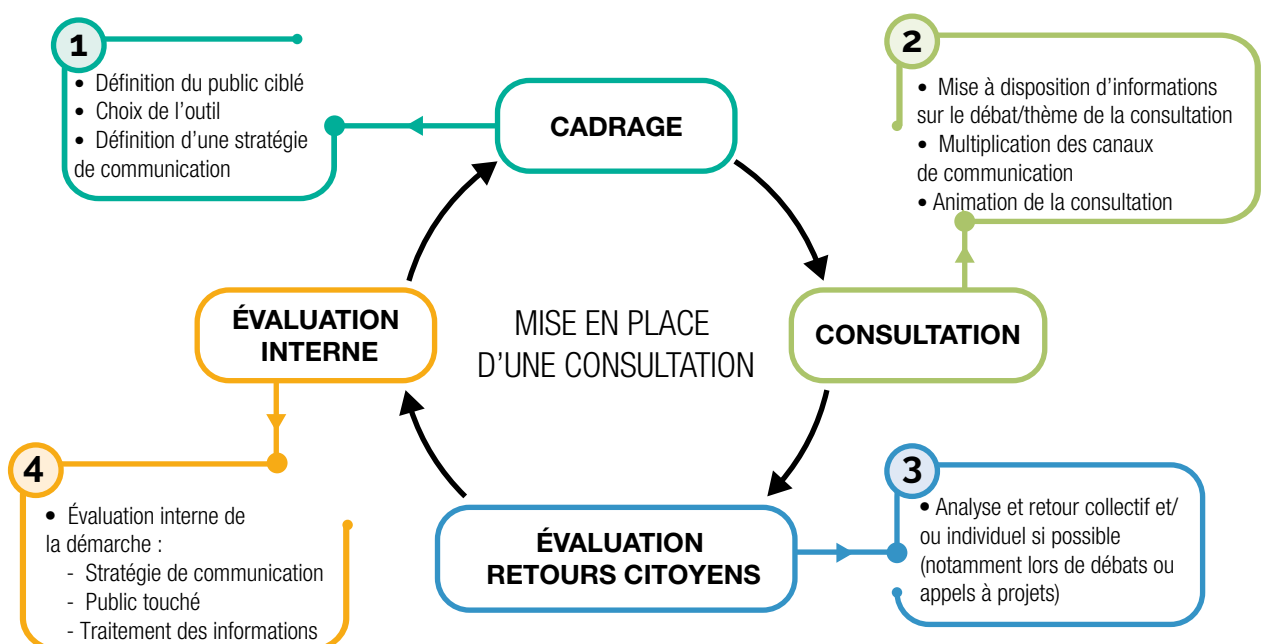 1
• Définition du public ciblé
• Choix de l’outil
• Définition d’une stratégie
de communication
CADRAGE
2
• Mise à disposition d’informations
sur le débat/thème de la consultation
• Multiplication des canaux
de communication
• Animation de la consultation
ÉVALUATION
INTERNE
MISE EN PLACE
D’UNE CONSULTATION
CONSULTATION
4
• Évaluation interne de
la démarche :
- Stratégie de communication
- Public touché
- Traitement des informations
ÉVALUATION
RETOURS CITOYENS
3
• Analyse et retour collectif et/
ou individuel si possible
(notamment lors de débats ou
appels à projets)